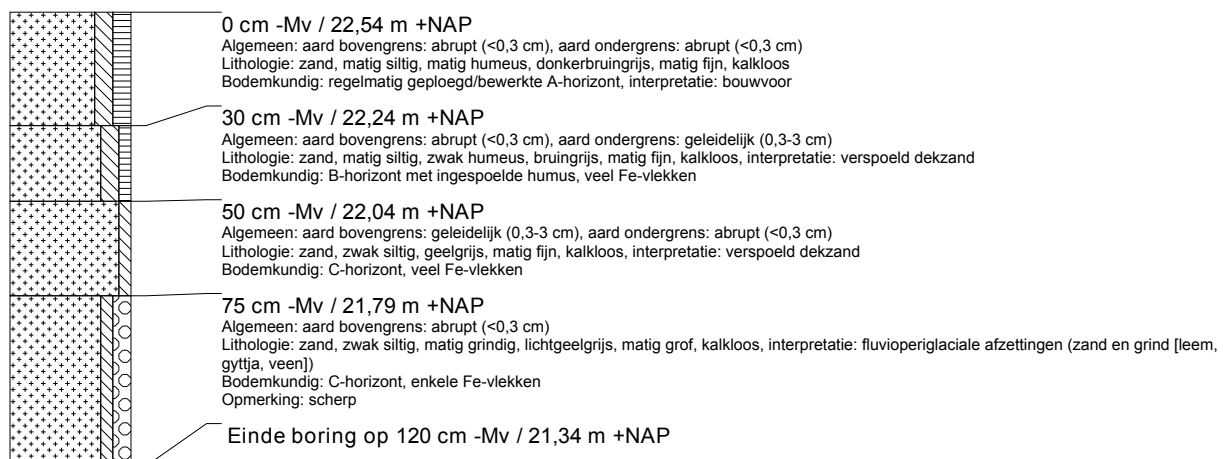 0 cm -Mv / 22,54 m +NAP
Algemeen: aard bovengrens: abrupt (<0,3 cm), aard ondergrens: abrupt (<0,3 cm)
Lithologie: zand, matig siltig, matig humeus, donkerbruingrijs, matig fijn, kalkloos
Bodemkundig: regelmatig geploegd/bewerkte A-horizont, interpretatie: bouwvoor
30 cm -Mv / 22,24 m +NAP
Algemeen: aard bovengrens: abrupt (<0,3 cm), aard ondergrens: geleidelijk (0,3-3 cm)
Lithologie: zand, matig siltig, zwak humeus, bruingrijs, matig fijn, kalkloos, interpretatie: verspoeld dekzand
Bodemkundig: B-horizont met ingespoelde humus, veel Fe-vlekken
50 cm -Mv / 22,04 m +NAP
Algemeen: aard bovengrens: geleidelijk (0,3-3 cm), aard ondergrens: abrupt (<0,3 cm)
Lithologie: zand, zwak siltig, geelgrijs, matig fijn, kalkloos, interpretatie: verspoeld dekzand
Bodemkundig: C-horizont, veel Fe-vlekken
75 cm -Mv / 21,79 m +NAP
Algemeen: aard bovengrens: abrupt (<0,3 cm)
Lithologie: zand, zwak siltig, matig grindig, lichtgeelgrijs, matig grof, kalkloos, interpretatie: fluvioperiglaciale afzettingen (zand en grind [leem,
gyttja, veen])
Bodemkundig: C-horizont, enkele Fe-vlekken
Opmerking: scherp
Einde boring op 120 cm -Mv / 21,34 m +NAP